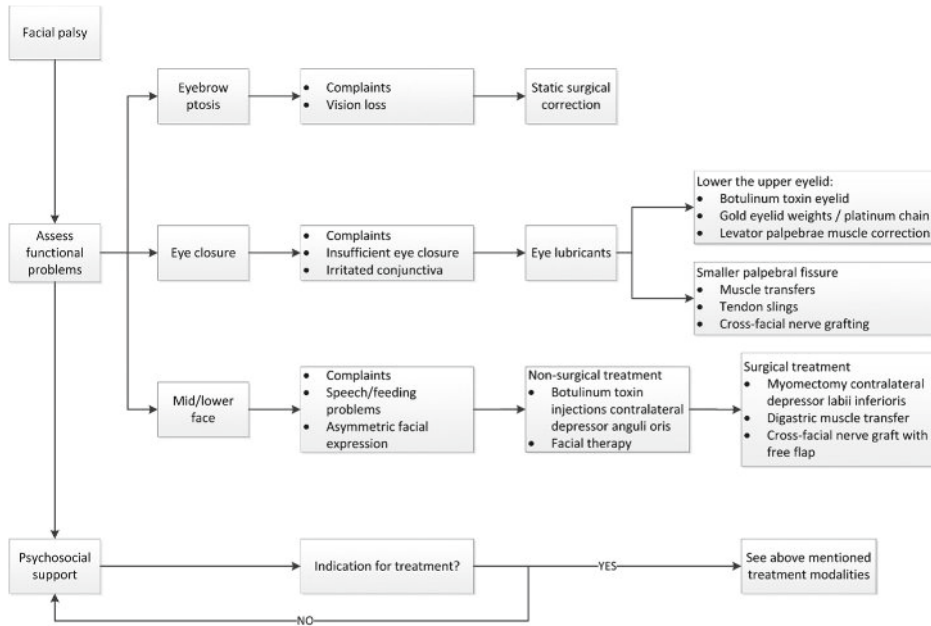 Facial palsy
Eyebrow
ptosis
• Complaints
• Vision loss
Static surgical
correction
Assess
functional
problems
Eye closure
• Complaints
• Insufficient eye closure
• Irritated conjunctiva
Eye lubricants
Lower the upper eyelid:
• Botulinum toxin eyelid
• Gold eyelid weights / platinum chain
• Levator palpebrae muscle correction
Smaller palpebral fissure
• Muscle transfers
• Tendon slings
• Cross-facial nerve grafting
Mid/lower
face
• Complaints
• Speech/feeding
problems
• Asymmetric facial
expression
Non-surgical treatment
• Botulinum toxin
injections contralateral
depressor anguli oris
• Facial therapy
Surgical treatment
• Myomectomy contralateral
depressor labii inferioris
• Digastric muscle transfer
• Cross-facial nerve graft with
free flap
Psychosocial
support
Indication for treatment?
YES
See above mentioned
treatment modalities
NO